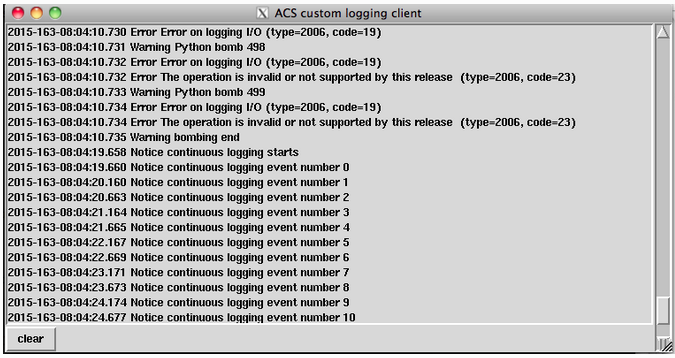 ACS custom logging client
2015-163-08:04:10.730 Error Error on logging I/O (type=2006, code=19)
2015-163-08:04:10.731 Warning Python bomb 498
2015-163-08:04:10.732 Error Error on logging I/O (type=2006, code=19)
2015-163-08:04:10.732 Error The operation is invalid or not supported by this release  (type=2006, code=23)
2015-163-08:04:10.733 Warning Python bomb 499
2015-163-08:04:10.734 Error Error on logging I/O (type=2006, code=19)
2015-163-08:04:10.734 Error The operation is invalid or not supported by this release  (type=2006, code=23)
2015-163-08:04:10.735 Warning bombing end
2015-163-08:04:19.658 Notice continuous logging starts
2015-163-08:04:19.660 Notice continuous logging event number 0
2015-163-08:04:20.160 Notice continuous logging event number 1
2015-163-08:04:20.663 Notice continuous logging event number 2
2015-163-08:04:21.164 Notice continuous logging event number 3
2015-163-08:04:21.665 Notice continuous logging event number 4
2015-163-08:04:22.167 Notice continuous logging event number 5
2015-163-08:04:22.669 Notice continuous logging event number 6
2015-163-08:04:23.171 Notice continuous logging event number 7
2015-163-08:04:23.673 Notice continuous logging event number 8
2015-163-08:04:24.174 Notice continuous logging event number 9
2015-163-08:04:24.677 Notice continuous logging event number 10
clear